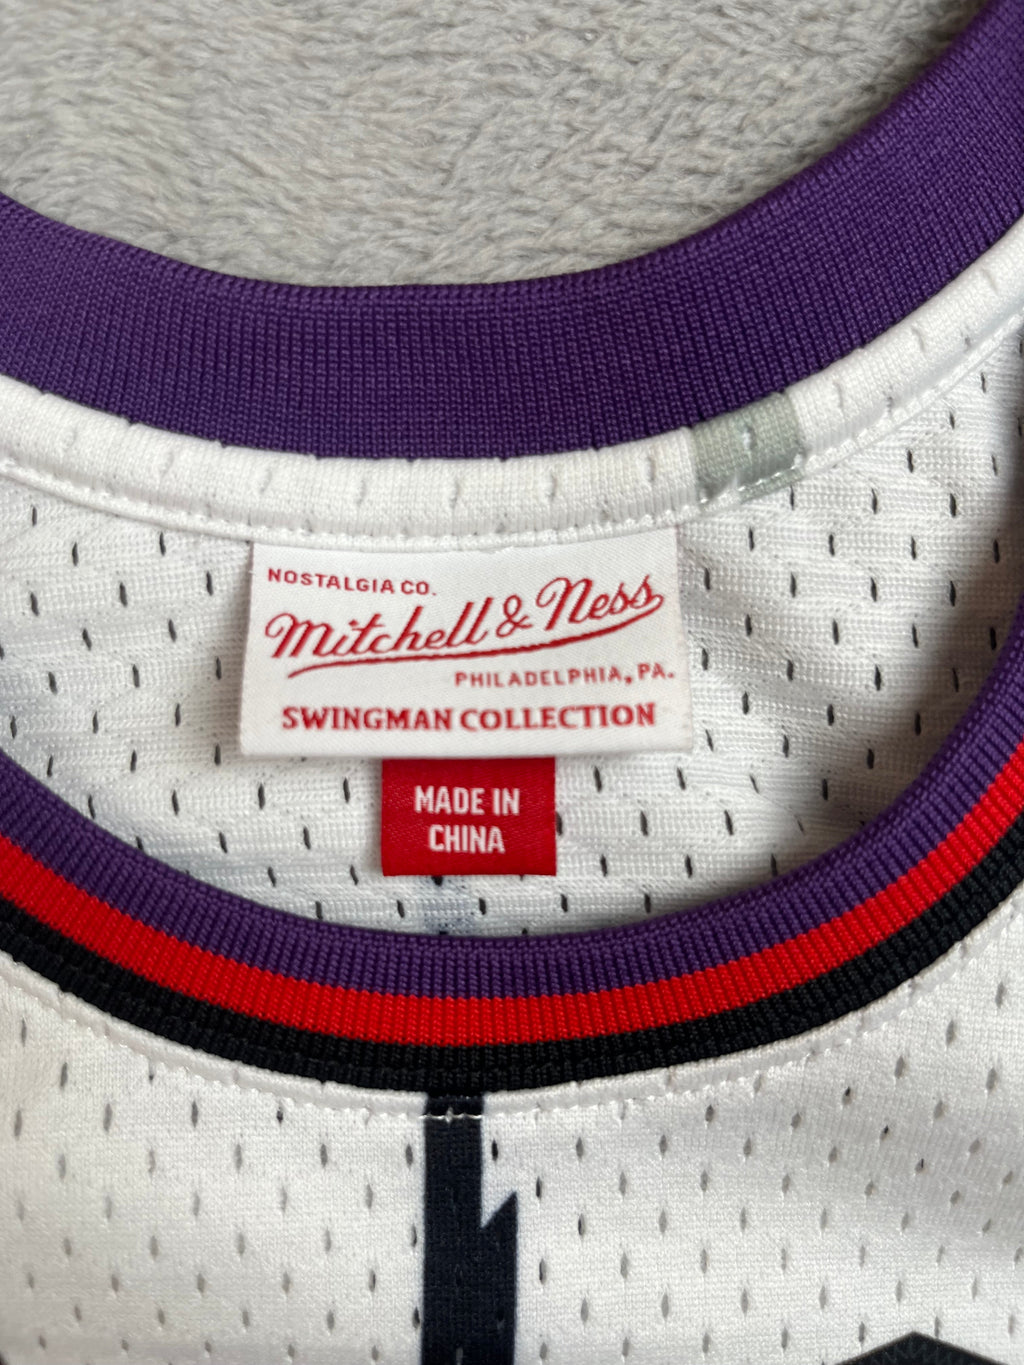 NOSTALGIA CO.
Mitchell & Ness
PHILADELPHIA, PA.
SWINGMAN COLLECTION
MADE IN
CHINA